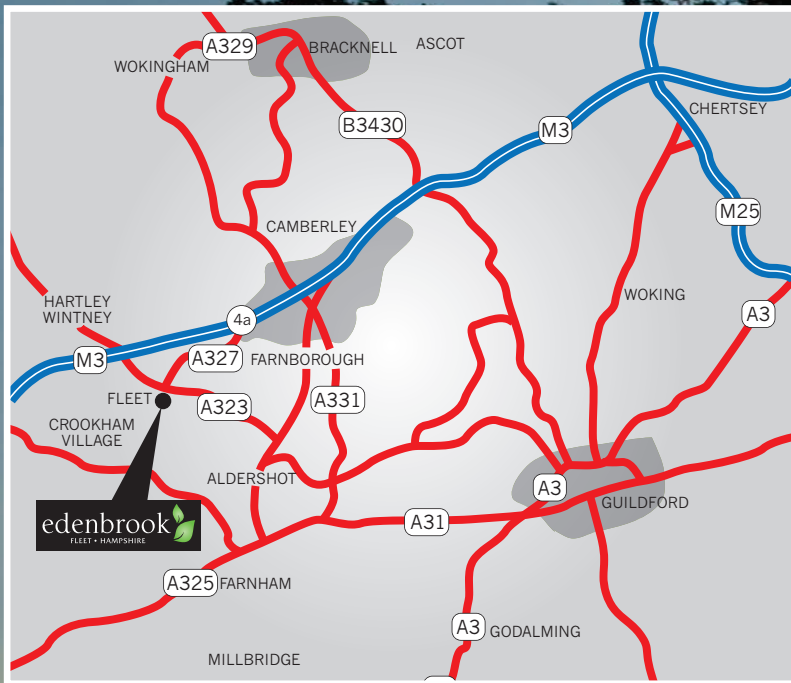 A329
BRACKNELL
ASCOT
WOKINGHAM
CHERTSEY
B3430
M3
M25
CAMBERLEY
HARTLEY
WINTNEY
WOKING
A3
4a
M3
A327
FARNBOROUGH
FLEET
A323
A331
CROOKHAM
VILLAGE
ALDERSHOT
A3
GUILDFORD
edenbrook
FLEET • HAMPSHIRE
A31
A325
FARNHAM
A3
GODALMING
MILLBRIDGE